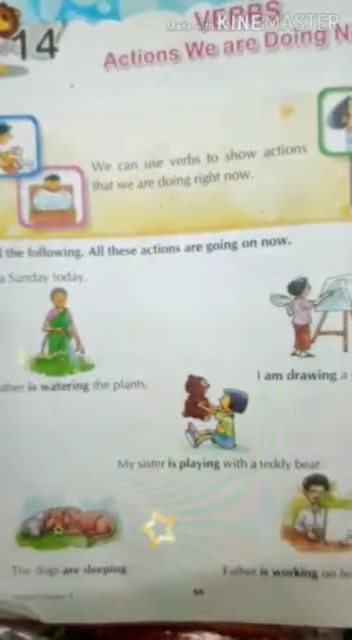 Made with KINEMASTER
14
VERBS
Actions We are Doing N
We can use verbs to show actions
that we are doing right now.
the following. All these actions are going on now.
a Sunday today.
ther is watering the plants.
I am drawing a
My sister is playing with a teddy bear
The dogs are sleeping
Father is working on